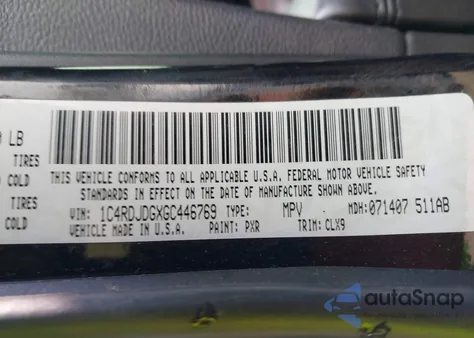 LB
TIRES
COLD
TIRES
COLD
THIS VEHICLE CONFORMS TO ALL APPLICABLE U.S.A. FEDERAL MOTOR VEHICLE SAFETY
STANDARDS IN EFFECT ON THE DATE OF MANUFACTURE SHOWN ABOVE.
VIN: 1C4RDJDGXGC446769 TYPE: MPV MDH: 071407 511AB
VEHICLE MADE IN U.S.A. PAINT: PXR TRIM: CLX9
autoSnap